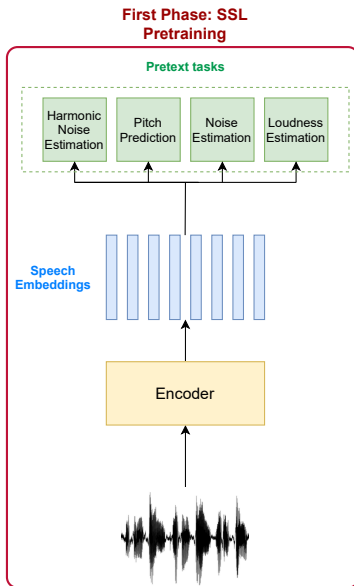 First Phase: SSL
Pretraining
Pretext tasks
Harmonic
Noise
Estimation
Pitch
Prediction
Noise
Estimation
Loudness
Estimation
Speech
Embeddings
Encoder